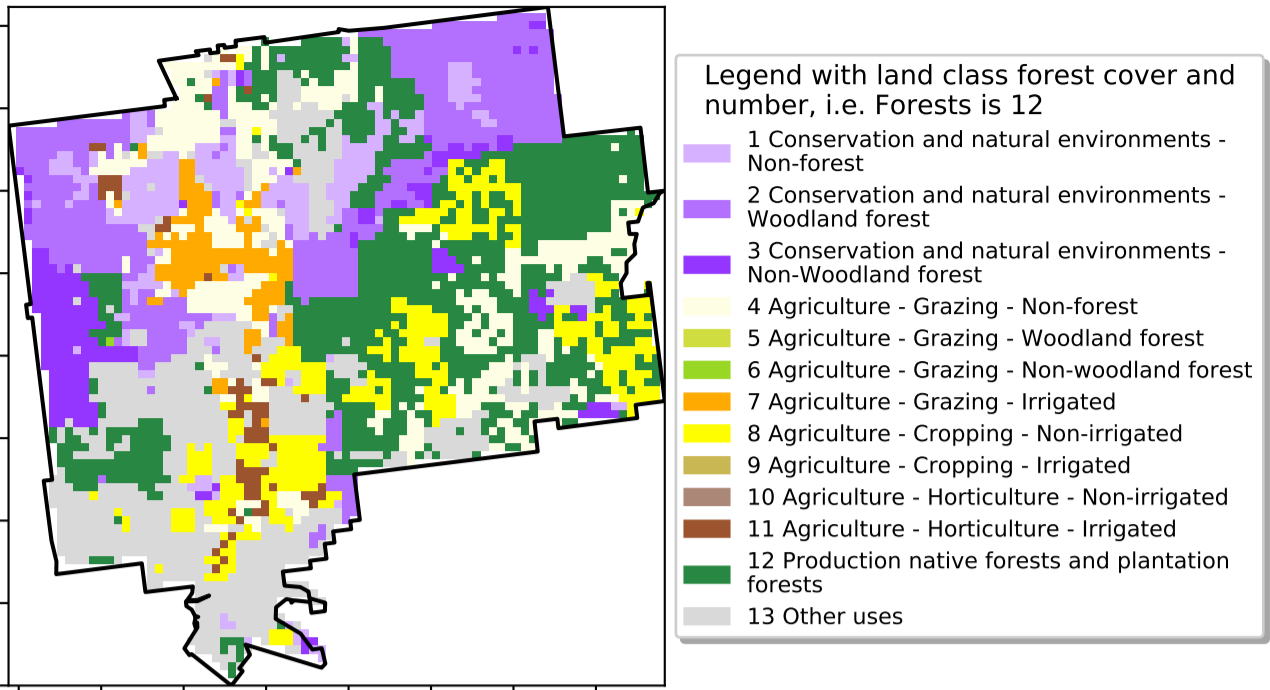 Legend with land class forest cover and
number, i.e. Forests is 12
1 Conservation and natural environments -
Non-forest
2 Conservation and natural environments -
Woodland forest
3 Conservation and natural environments -
Non-Woodland forest
4 Agriculture - Grazing - Non-forest
5 Agriculture - Grazing - Woodland forest
6 Agriculture - Grazing - Non-woodland forest
7 Agriculture - Grazing - Irrigated
8 Agriculture - Cropping - Non-irrigated
9 Agriculture - Cropping - Irrigated
10 Agriculture - Horticulture - Non-irrigated
11 Agriculture - Horticulture - Irrigated
12 Production native forests and plantation
forests
13 Other uses